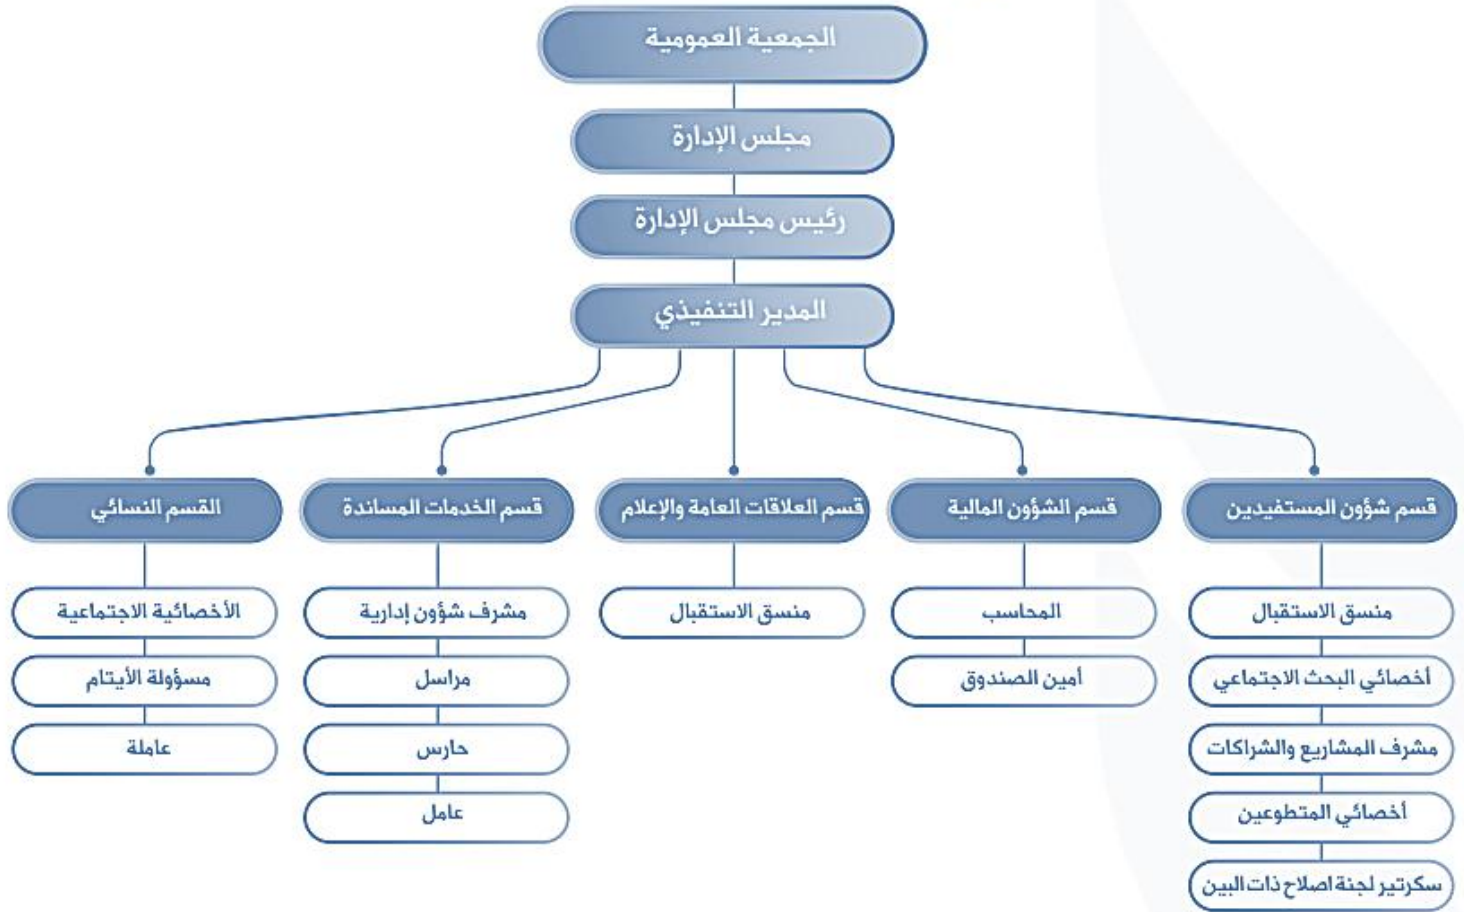 الجمعية العمومية
مجلس الإدارة
رئيس مجلس الإدارة
المدير التنفيذي
قسم شؤون المستفيدين
منسق الاستقبال
أخصائي البحث الاجتماعي
مشرف المشاريع والشراكات
أخصائي المتطوعين
سكرتير لجنة اصلاح ذات البين
قسم الشؤون المالية
المحاسب
أمين الصندوق
قسم العلاقات العامة والإعلام
منسق الاستقبال
قسم الخدمات المساندة
مشرف شؤون إدارية
مراسل
حارس
عامل
القسم النسائي
الأخصائية الاجتماعية
مسؤولة الأيتام
عاملة